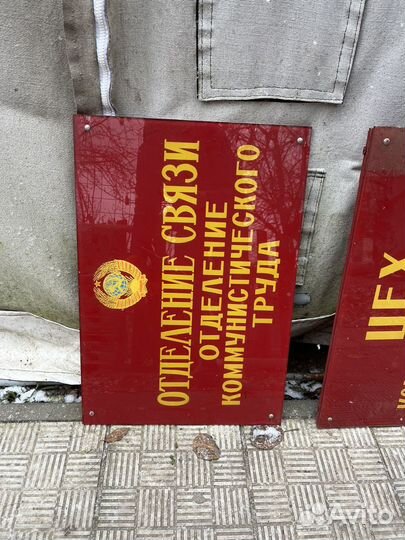 ОТДЕЛЕНИЕ СВЯЗИ
ОТДЕЛЕНИЕ
КОММУНИСТИЧЕСКОГО
ТРУДА
ЦЕХ
Avito